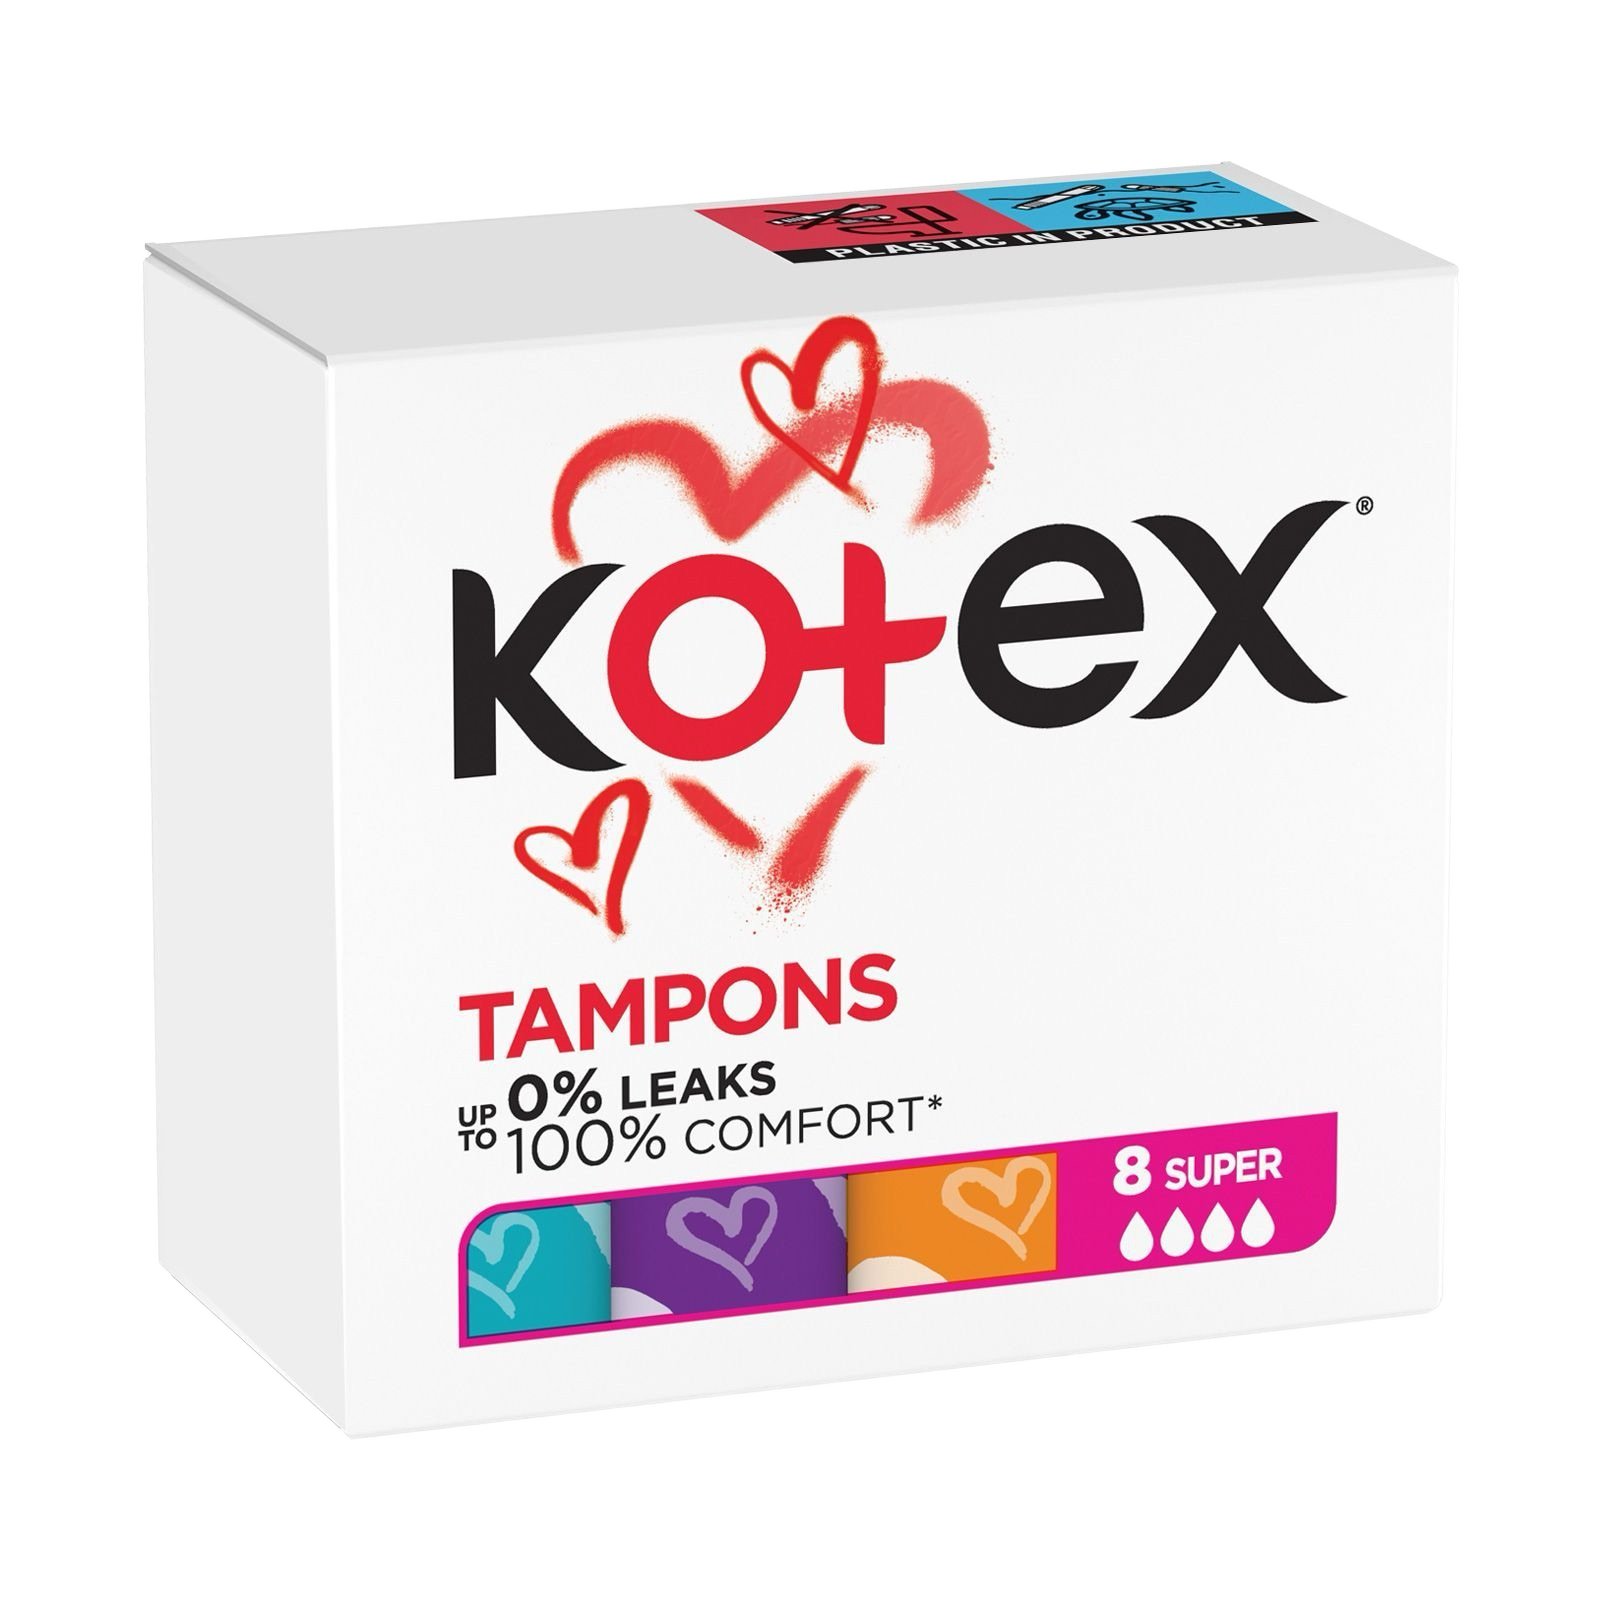 PLASTIC IN PRODUCT
Kotex®
TAMPONS
UP TO 0% LEAKS
100% COMFORT*
8 SUPER